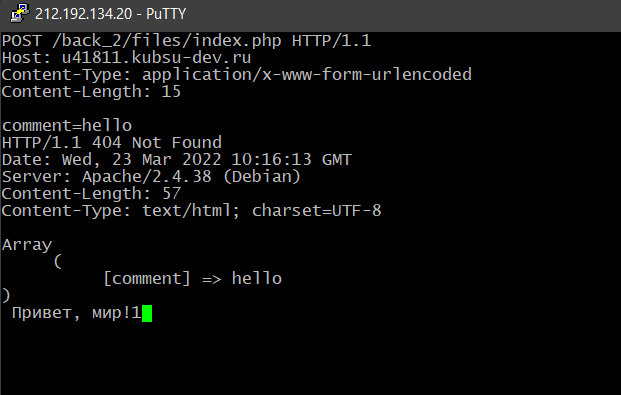 212.192.134.20 - PuTTY
POST /back_2/files/index.php HTTP/1.1
Host: u41811.kubsu-dev.ru
Content-Type: application/x-www-form-urlencoded
Content-Length: 15

comment=hello
HTTP/1.1 404 Not Found
Date: Wed, 23 Mar 2022 10:16:13 GMT
Server: Apache/2.4.38 (Debian)
Content-Length: 57
Content-Type: text/html; charset=UTF-8

Array
(
[comment] => hello
)
Привет, мир!1